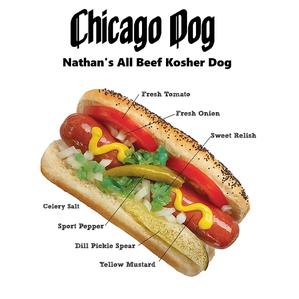 Chicago Dog
Nathan's All Beef Kosher Dog
Fresh Tomato
Fresh Onion
Sweet Relish
Celery Salt
Sport Pepper
Dill Pickle Spear
Yellow Mustard